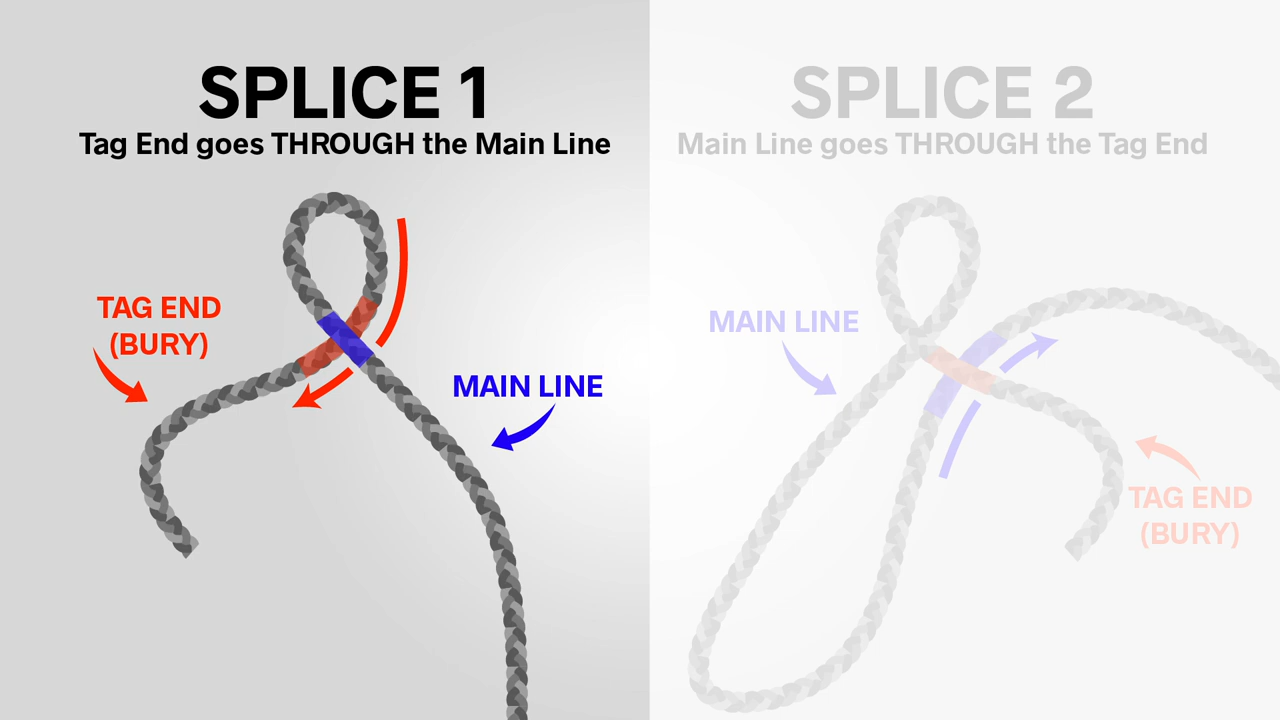 SPLICE 1
Tag End goes THROUGH the Main Line
TAG END
(BURY)
MAIN LINE
SPLICE 2
Main Line goes THROUGH the Tag End
MAIN LINE
TAG END
(BURY)